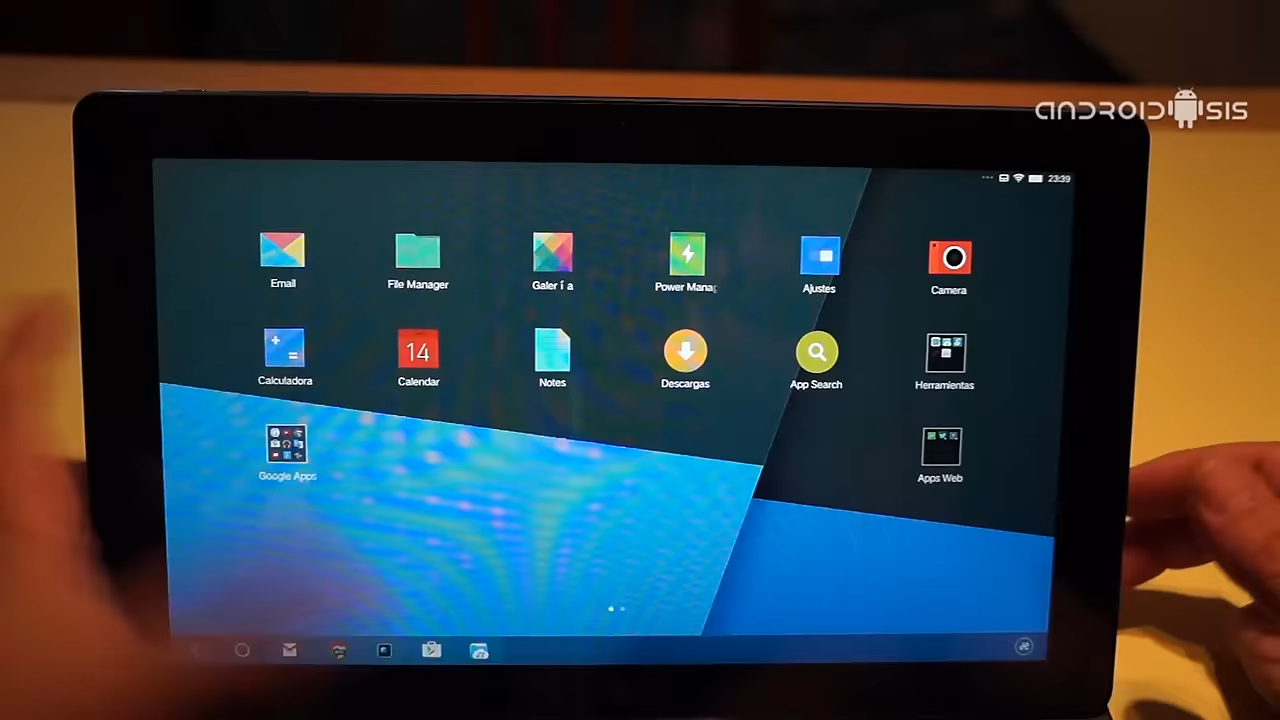 ANDROIDSIS
23:39
Email
File Manager
Galer í a
Power Mana
Ajustes
Camera
Calculadora
14
Calendar
Notes
Descargas
App Search
Herramientas
Google Apps
Apps Web